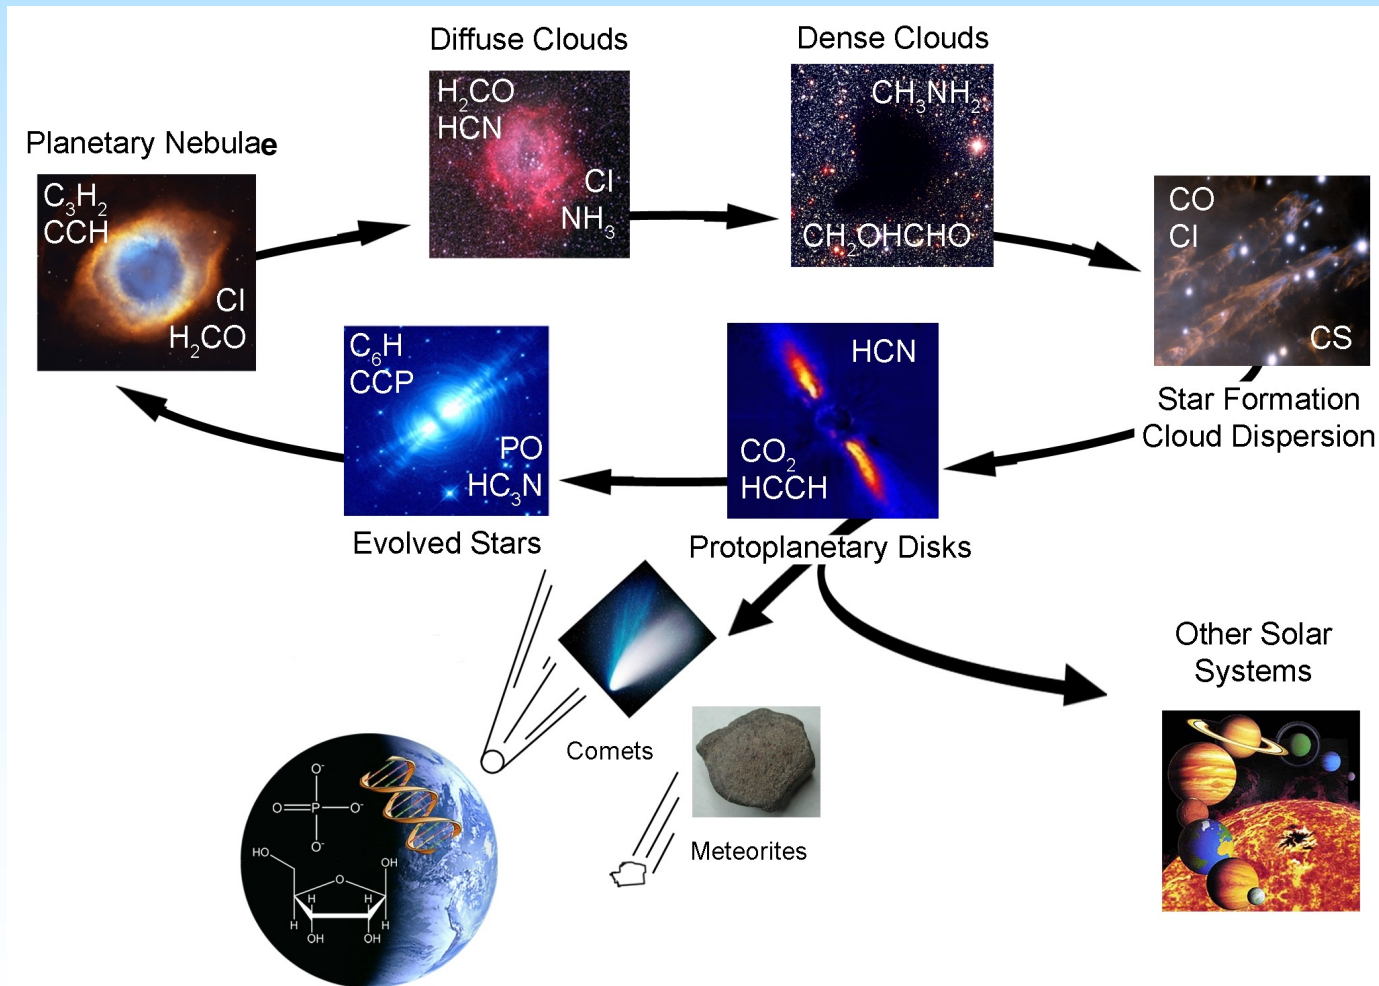 Diffuse Clouds
H₂CO
HCN
CI
NH₃
Dense Clouds
CH₃NH₂
CH₂OHCHO
Planetary Nebulae
C₃H₂
CCH
CI
H₂CO
CO
CI
CS
Star Formation
Cloud Dispersion
C₆H
CCP
PO
HC₃N
Evolved Stars
HCN
CO₂
HCCH
Protoplanetary Disks
Other Solar
Systems
Comets
Meteorites
O⁻
O=P-O⁻
O⁻
HO
O
OH
H
H
H
H
OH
OH